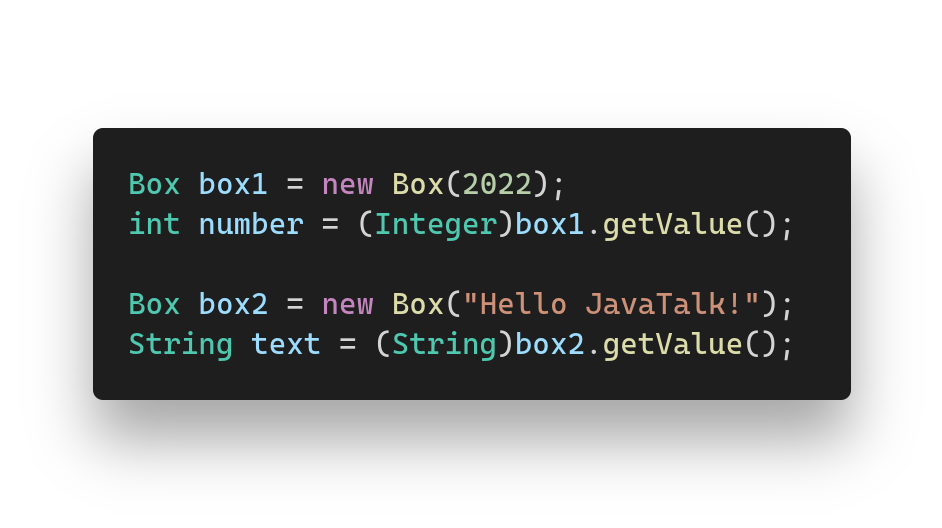 Box box1 = new Box(2022);
int number = (Integer)box1.getValue();
Box box2 = new Box("Hello JavaTalk!");
String text = (String)box2.getValue();